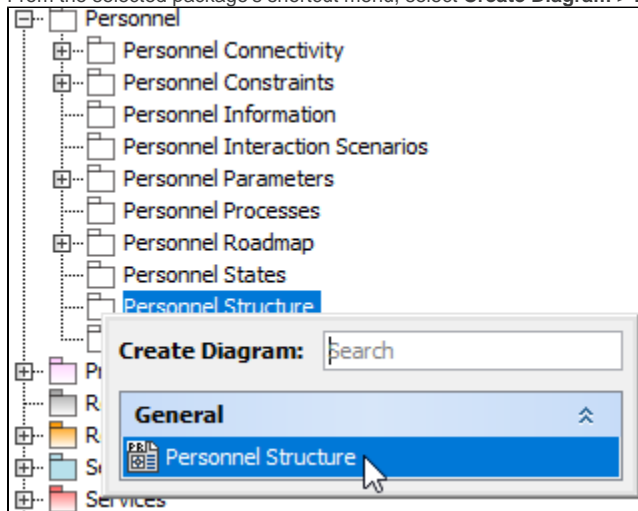 From the selected package's shortcut menu, select Create Diagram >
Personnel
Personnel Connectivity
Personnel Constraints
Personnel Information
Personnel Interaction Scenarios
Personnel Parameters
Personnel Processes
Personnel Roadmap
Personnel States
Personnel Structure
Create Diagram: Search
General
Personnel Structure
Services